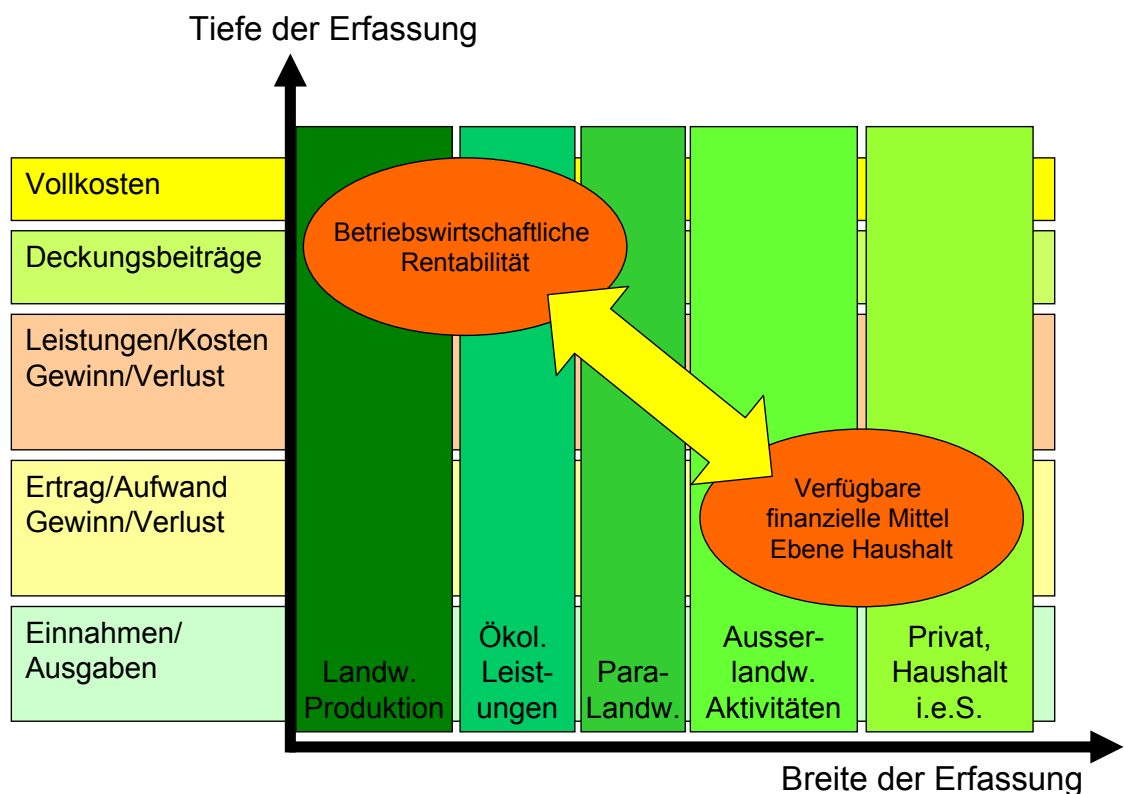 Tiefe der Erfassung
Vollkosten
Deckungsbeiträge
Leistungen/Kosten
Gewinn/Verlust
Ertrag/Aufwand
Gewinn/Verlust
Einnahmen/
Ausgaben
Betriebswirtschaftliche
Rentabilität
Verfügbare
finanzielle Mittel
Ebene Haushalt
Landw.
Produktion
Ökol.
Leist-
ungen
Para-
Landw.
Ausser-
landw.
Aktivitäten
Privat,
Haushalt
i.e.S.
Breite der Erfassung